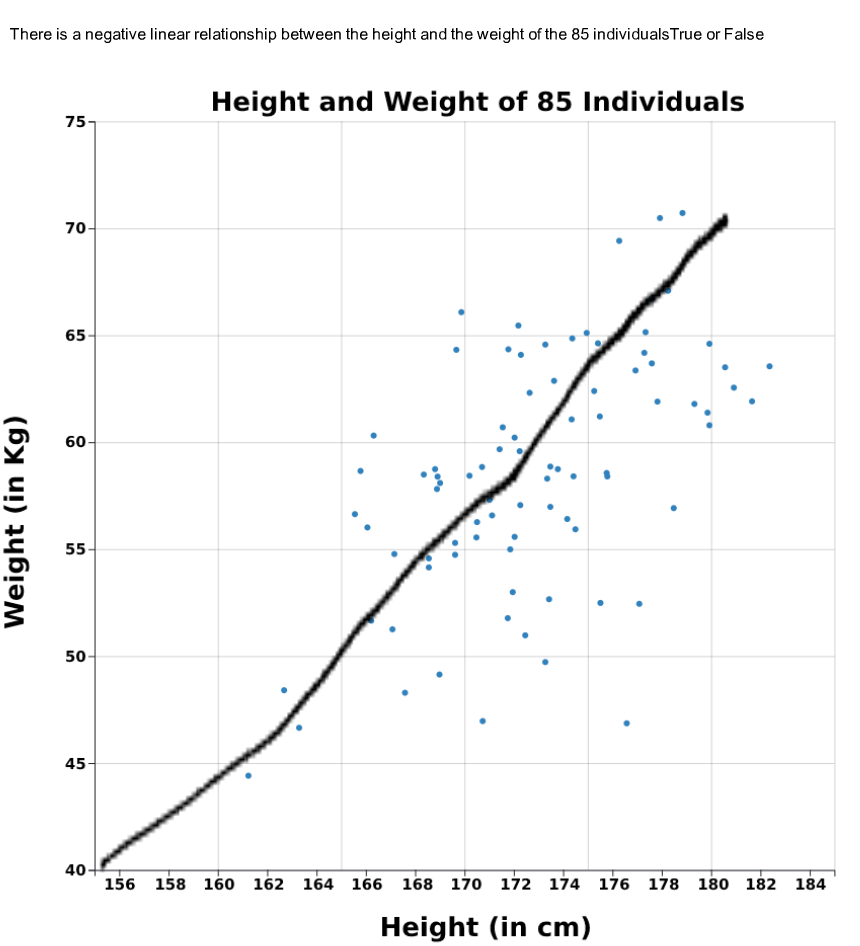 There is a negative linear relationship between the height and the weight of the 85 individualsTrue or False
Height and Weight of 85 Individuals
75
70
65
60
55
50
45
40
Weight (in Kg)
156 158 160 162 164 166 168 170 172 174 176 178 180 182 184
Height (in cm)